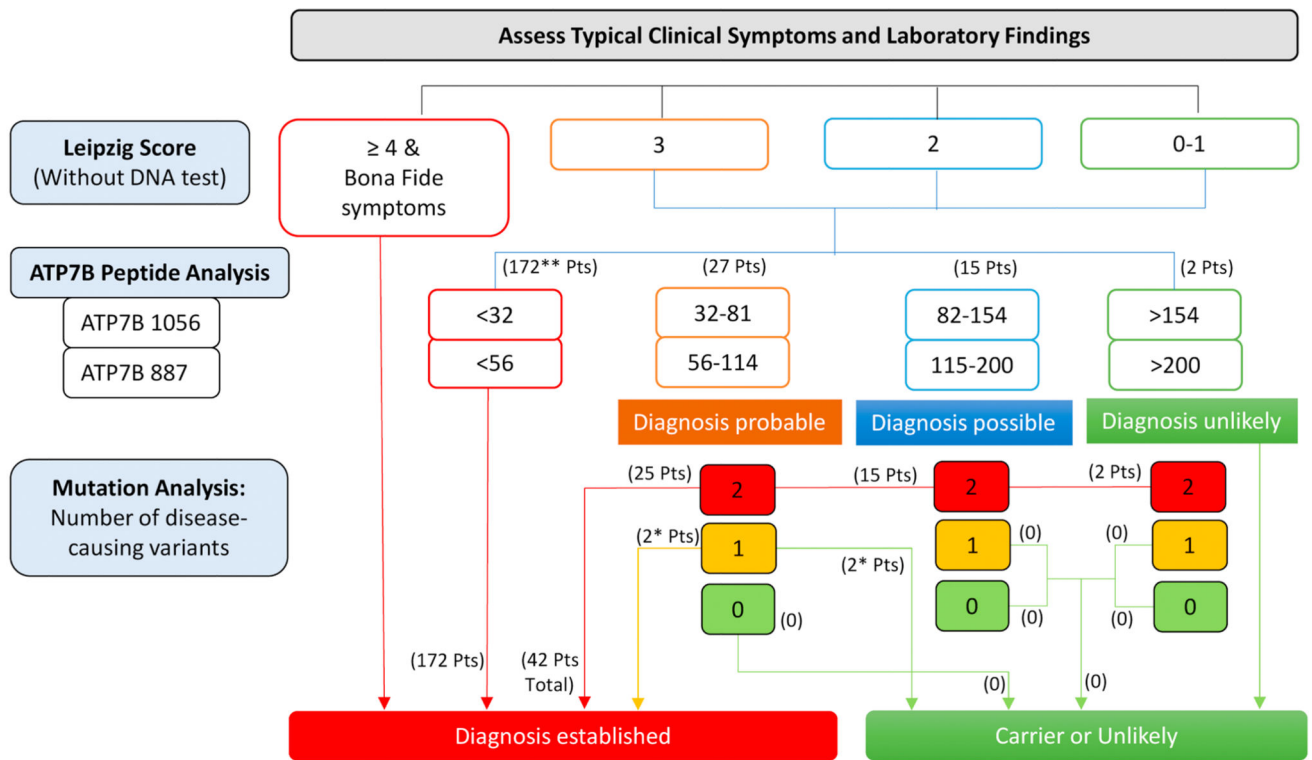 Assess Typical Clinical Symptoms and Laboratory Findings
Leipzig Score
(Without DNA test)
≥ 4 &
Bona Fide
symptoms
3
2
0-1
ATP7B Peptide Analysis
ATP7B 1056
ATP7B 887
(172** Pts)
(27 Pts)
(15 Pts)
(2 Pts)
<32
32-81
82-154
>154
<56
56-114
115-200
>200
Diagnosis probable
Diagnosis possible
Diagnosis unlikely
Mutation Analysis:
Number of disease-
causing variants
(25 Pts)
2
(15 Pts)
2
(2 Pts)
2
(2* Pts)
1
(2* Pts)
1
(0)
(0)
1
0
(0)
0
(0)
(0)
0
(172 Pts)
(42 Pts
Total)
(0)
(0)
Diagnosis established
Carrier or Unlikely